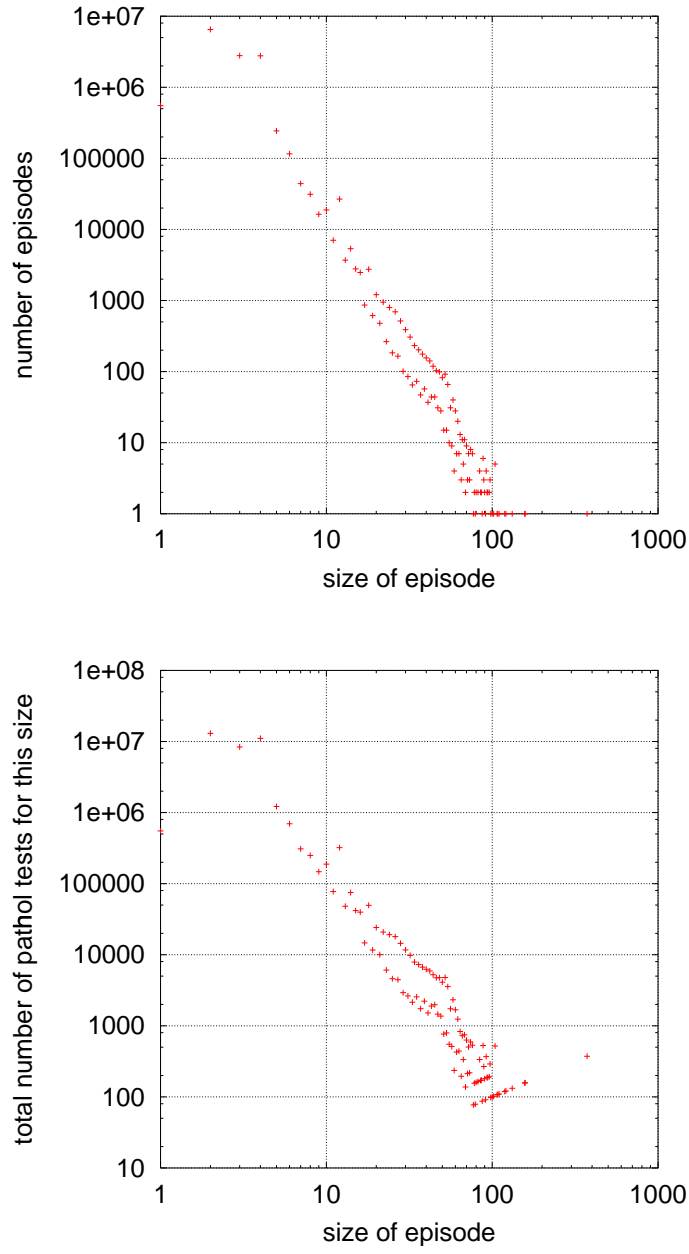 1e+07
1e+06
100000
10000
1000
100
10
1
1 10 100 1000
number of episodes
size of episode
1e+08
1e+07
1e+06
100000
10000
1000
100
10
1 10 100 1000
total number of pathol tests for this size
size of episode